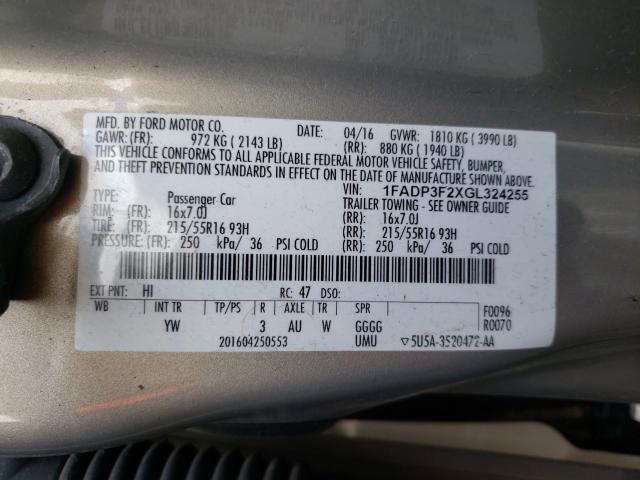 MFD. BY FORD MOTOR CO. DATE: 04/16 GVWR: 1810 KG ( 3990 LB)
GAWR: (FR): 972 KG ( 2143 LB) (RR): 880 KG ( 1940 LB)
THIS VEHICLE CONFORMS TO ALL APPLICABLE FEDERAL MOTOR VEHICLE SAFETY, BUMPER,
AND THEFT PREVENTION STANDARDS IN EFFECT ON THE DATE OF MANUFACTURE SHOWN ABOVE.
VIN: 1FADP3F2XGL324255
TYPE: Passenger Car TRAILER TOWING - SEE OWNER GUIDE
RIM: (FR): 16x7.0J (RR): 16x7.0J
TIRE: (FR): 215/55R16 93H (RR): 215/55R16 93H
PRESSURE: (FR): 250 kPa/ 36 PSI COLD (RR): 250 kPa/ 36 PSI COLD
EXT PNT: HI RC: 47 DSO:
WB INT TR TP/PS R AXLE TR SPR F0096
YW 3 AU W GGGG R0070
201604250553 UMU ▽5U5A-3520472-AA